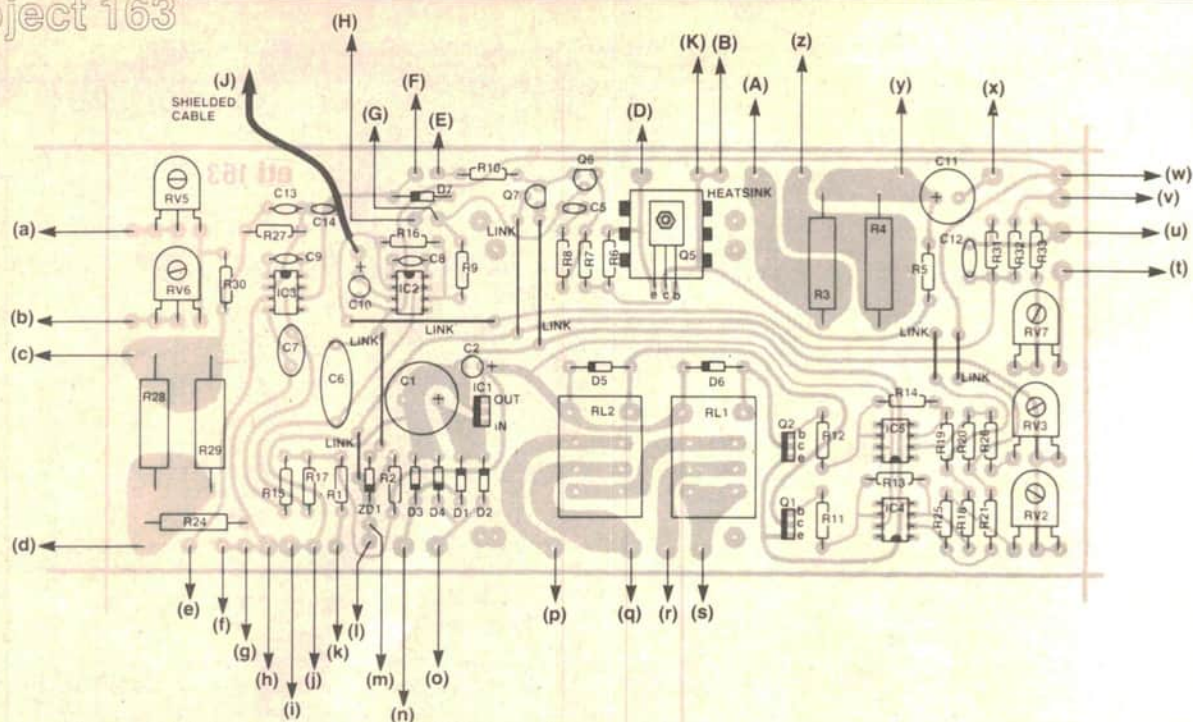 oject 163
(H)
(J)
SHIELDED CABLE
(F)
(G)
(E)
(K) (B)
(D)
(A)
(z)
(y)
(x)
eti 163
RV5
C13
C14
R27
D7
R10
Q7
Q8
C5
HEATSINK
C11
(w)
(v)
(a)
LINK
R16
(u)
RV6
R30
C9
IC3
C10
C8
IC2
R9
R8
R7
R6
Q5
e c b
R3
R4
R5
C12
R31
R32
R33
(t)
(b)
LINK
LINK
LINK
LINK
LINK
RV7
(c)
C7
C6
C1
C2
IC1
OUT
IN
D5
D6
R28
R29
LINK
RL2
RL1
Q2
b
c
e
R12
R14
IC5
R19
R20
R26
RV3
R15
R17
R1
ZD1
R2
D3
D4
D1
D2
R13
R24
Q1
b
c
e
R11
IC4
R25
R18
R21
RV2
(d)
(e)
(f)
(g)
(h)
(i)
(j)
(k)
(l)
(m)
(n)
(o)
(p)
(q)
(r)
(s)